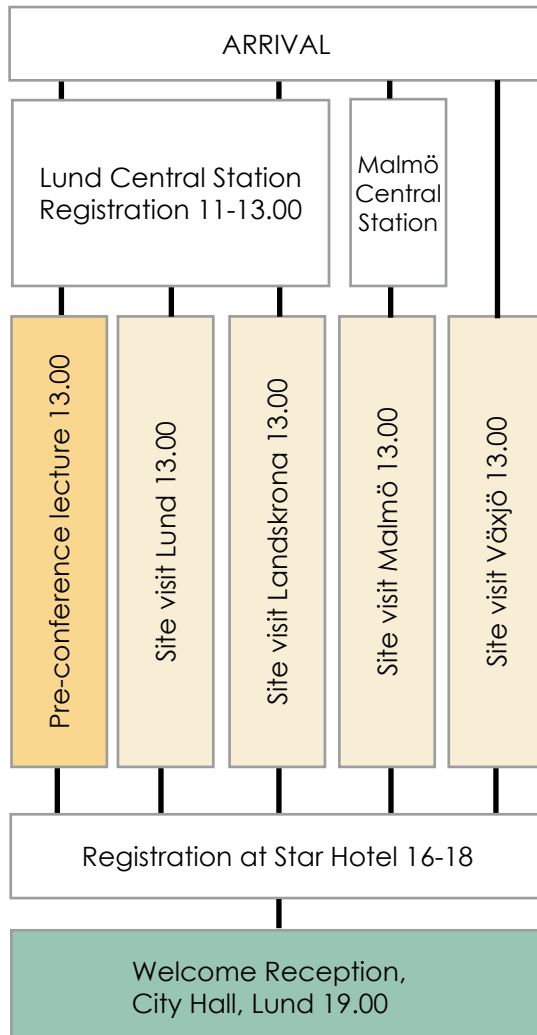 ARRIVAL
Lund Central Station
Registration 11-13.00
Malmö
Central
Station
Pre-conference lecture 13.00
Site visit Lund 13.00
Site visit Landskrona 13.00
Site visit Malmö 13.00
Site visit Växjö 13.00
Registration at Star Hotel 16-18
Welcome Reception,
City Hall, Lund 19.00